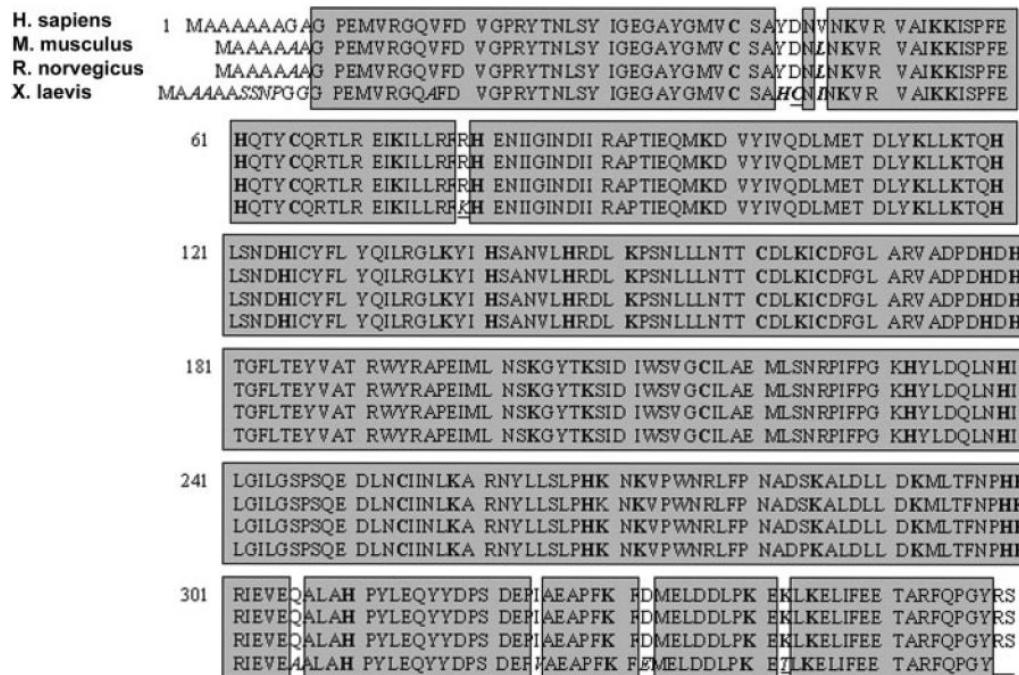 H. sapiens 1 MAAAAAAGAG PEMVRGQVFD VGPRYTNLSY IGEGAYGMVC SAYDNVNKVR VAIKKISPFE
M. musculus MAAAAAAG PEMVRGQVFD VGPRYTNLSY IGEGAYGMVC SAYDNLNKVR VAIKKISPFE
R. norvegicus MAAAAAAG PEMVRGQVFD VGPRYTNLSY IGEGAYGMVC SAYDNLNKVR VAIKKISPFE
X. laevis MAAAAASSNPGGG PEMVRGQAFD VGPRYTNLSY IGEGAYGMVC SAHCNINKVR VAIKKISPFE
61 HQTYCQRTLR EIKILLRFRH ENIIGINDII RAPTIEQMKD VYIVQDLMET DLYKLLKTQH
HQTYCQRTLR EIKILLRFRH ENIIGINDII RAPTIEQMKD VYIVQDLMET DLYKLLKTQH
HQTYCQRTLR EIKILLRFRH ENIIGINDII RAPTIEQMKD VYIVQDLMET DLYKLLKTQH
HQTYCQRTLR EIKILLRFKH ENIIGINDII RAPTIEQMKD VYIVQDLMET DLYKLLKTQH
121 LSNDHICYFL YQILRGLKYI HSANVLHRDL KPSNLLLNTT CDLKICDFGL ARVADPDHDH
LSNDHICYFL YQILRGLKYI HSANVLHRDL KPSNLLLNTT CDLKICDFGL ARVADPDHDH
LSNDHICYFL YQILRGLKYI HSANVLHRDL KPSNLLLNTT CDLKICDFGL ARVADPDHDH
LSNDHICYFL YQILRGLKYI HSANVLHRDL KPSNLLLNTT CDLKICDFGL ARVADPDHDH
181 TGFLTEYVAT RWYRAPEIML NSKGYTKSID IWSVGCILAE MLSNRPIFPG KHYLDQLNHI
TGFLTEYVAT RWYRAPEIML NSKGYTKSID IWSVGCILAE MLSNRPIFPG KHYLDQLNHI
TGFLTEYVAT RWYRAPEIML NSKGYTKSID IWSVGCILAE MLSNRPIFPG KHYLDQLNHI
TGFLTEYVAT RWYRAPEIML NSKGYTKSID IWSVGCILAE MLSNRPIFPG KHYLDQLNHI
241 LGILGSPSQE DLNCIINLKA RNYLLSLPHK NKVPWNRLFP NADSKALDLL DKMLTFNPHK
LGILGSPSQE DLNCIINLKA RNYLLSLPHK NKVPWNRLFP NADSKALDLL DKMLTFNPHK
LGILGSPSQE DLNCIINLKA RNYLLSLPHK NKVPWNRLFP NADSKALDLL DKMLTFNPHK
LGILGSPSQE DLNCIINLKA RNYLLSLPHK NKVPWNRLFP NADPKALDLL DKMLTFNPHK
301 RIEVEQALAH PYLEQYYDPS DEPIAEAPFK FDMELDDLPK EKLKELIFEE TARFQPGYRS
RIEVEQALAH PYLEQYYDPS DEPIAEAPFK FDMELDDLPK EKLKELIFEE TARFQPGYRS
RIEVEQALAH PYLEQYYDPS DEPIAEAPFK FDMELDDLPK EKLKELIFEE TARFQPGYRS
RIEVEAALAH PYLEQYYDPS DEPVAEAPFK FEMELDDLPK ETLKELIFEE TARFQPGY__